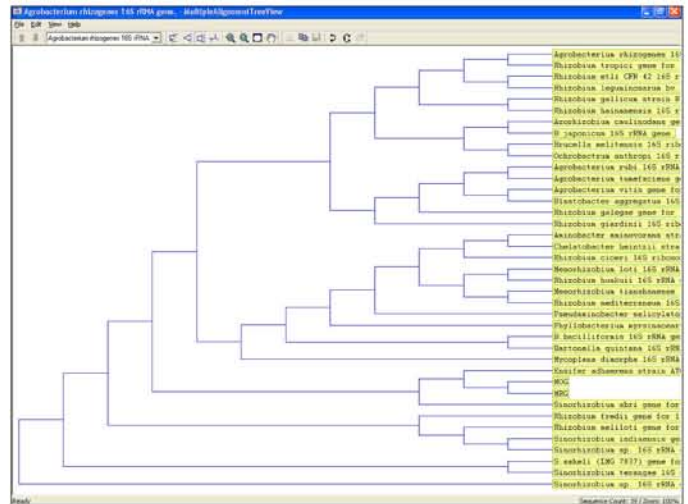 Agrobacterium rhizogenes 16S rRNA gene. - MultipleAlignmentTreeView
File Edit View Help
Agrobacterium rhizogenes 16S rRNA
Agrobacterium rhizogenes 16
Rhizobium tropici gene for
Rhizobium etli CFN 42 16S r
Rhizobium leguminosarum bv
Rhizobium gallicum strain R
Rhizobium hainanensis 16S r
Azorhizobium caulinodans ge
B japonicum 16S rRNA gene
Brucella melitensis 16S ribo
Ochrobactrum anthropi 16S r
Agrobacterium rubi 16S rRNA
Agrobacterium tumefaciens g
Agrobacterium vitis gene fo
Blastobacter aggregatus 16S
Rhizobium galegae gene for
Rhizobium giardinii 16S rib
Aminobacter aminovorans str
Chelatobacter heintzii stra
Rhizobium ciceri 16S riboso
Mesorhizobium loti 16S rRNA
Rhizobium huakuii 16S rRNA
Mesorhizobium tianshanense
Rhizobium mediterraneum 16S
Pseudaminobacter salicylato
Phyllobacterium myrsinacear
B.bacilliformis 16S rRNA ge
Bartonella quintana 16S rRN
Mycoplana dimorpha 16S rRNA
Ensifer adhaerens strain AT
MOG
MRG
Sinorhizobium abri gene for
Rhizobium fredii gene for 1
Rhizobium meliloti gene for
Sinorhizobium indiaensis ge
Sinorhizobium sp. 16S rRNA
S.saheli (LMG 7837) gene fo
Sinorhizobium terangae 16S
Sinorhizobium sp. 16S rRNA
Ready
Sequence Count: 39 / Zoom: 100%